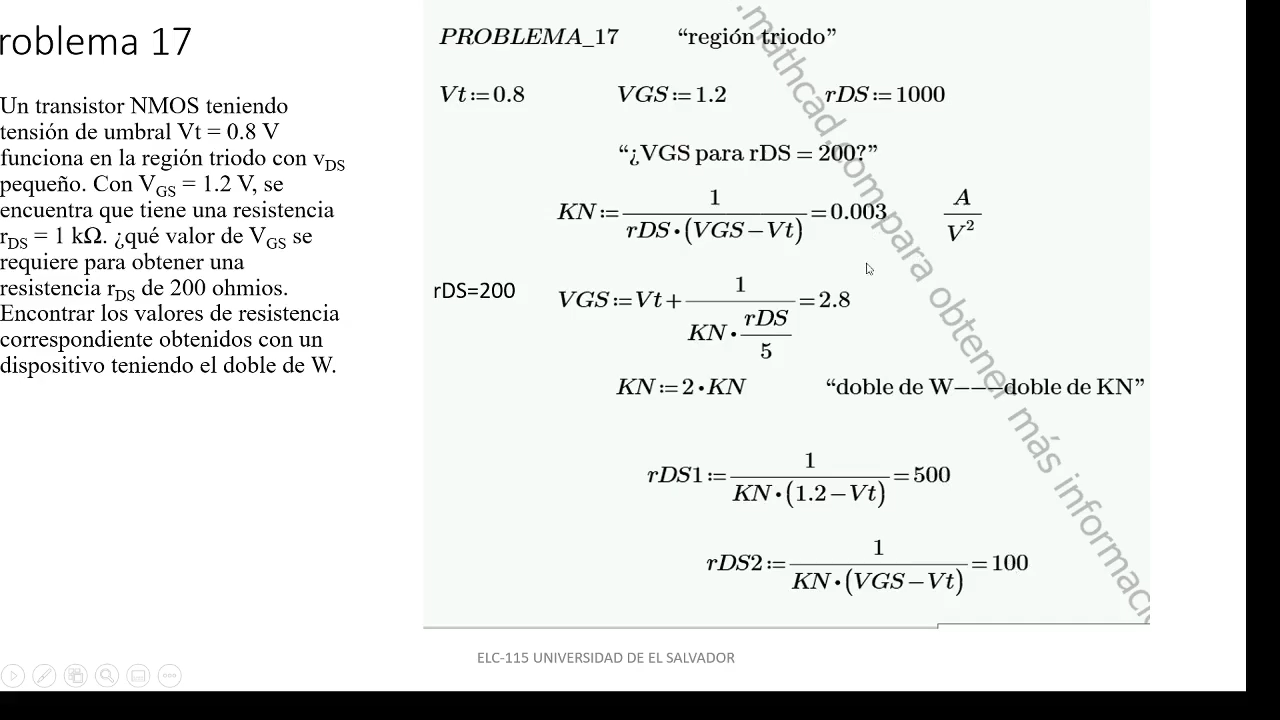 roblema 17
Un transistor NMOS teniendo
tensión de umbral Vt = 0.8 V
funciona en la región triodo con vDS
pequeño. Con VGS = 1.2 V, se
encuentra que tiene una resistencia
rDS = 1 kΩ. ¿qué valor de VGS se
requiere para obtener una
resistencia rDS de 200 ohmios.
Encontrar los valores de resistencia
correspondiente obtenidos con un
dispositivo teniendo el doble de W.
PROBLEMA_17 “región triodo”
Vt:=0.8 VGS:=1.2 rDS:=1000
“¿VGS para rDS = 200?”
KN:= 1 / (rDS•(VGS−Vt)) =0.003 A / V²
rDS=200 VGS:=Vt+ 1 / (KN• rDS / 5) =2.8
KN:=2•KN “doble de W−−−doble de KN”
rDS1:= 1 / (KN•(1.2−Vt)) =500
rDS2:= 1 / (KN•(VGS−Vt)) =100
.mathcad.com para obtener más informaci
ELC-115 UNIVERSIDAD DE EL SALVADOR